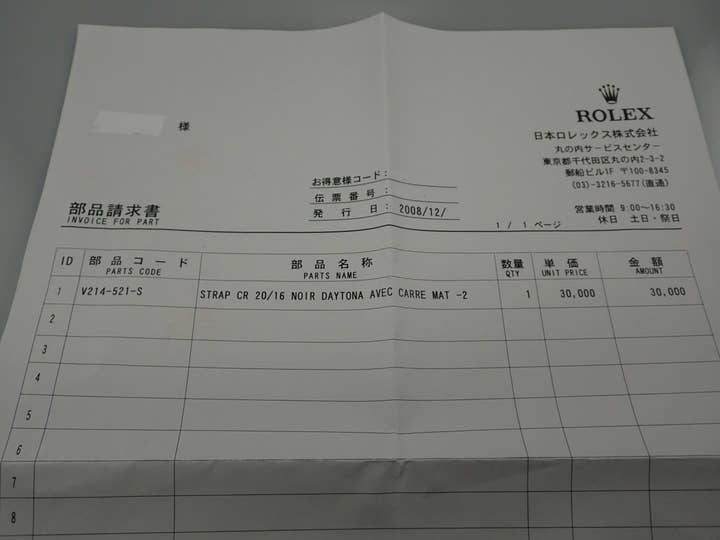 様
ROLEX
日本ロレックス株式会社
丸の内サービスセンター
東京都千代田区丸の内2-3-2
郵船ビル1F 〒100-8345
(03)-3216-5677(直通)
営業時間 9:00~16:30
休日 土日・祭日
お得意様コード:
伝票番号:
発行日: 2008/12/
部品請求書
INVOICE FOR PART
1 / 1 ページ
ID 部品コード 部品名称 数量 単価 金額
PARTS CODE PARTS NAME QTY UNIT PRICE AMOUNT
1 V214-521-S STRAP CR 20/16 NOIR DAYTONA AVEC CARRE MAT -2 1 30,000 30,000
2
3
4
5
6
7
8